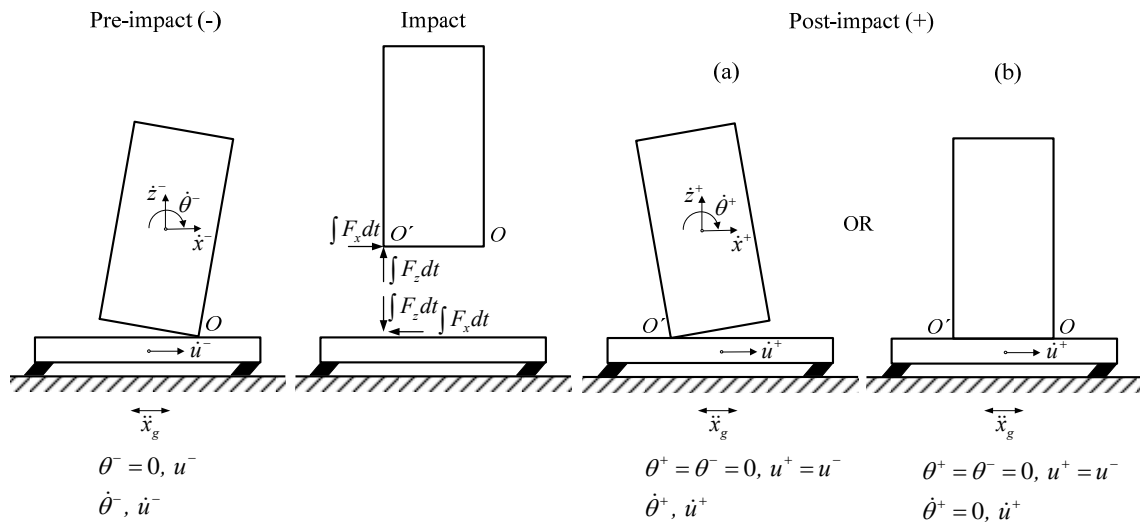 Pre-impact (-)
Impact
Post-impact (+)
(a)
(b)
ż⁻
θ̇⁻
ẋ⁻
O
u̇⁻
∫F_x dt
O′
O
∫F_z dt
∫F_z dt
∫F_x dt
ż⁺
θ̇⁺
ẋ⁺
O′
u̇⁺
OR
O′
O
u̇⁺
ẍ_g
ẍ_g
ẍ_g
θ⁻ = 0, u⁻
θ̇⁻, u̇⁻
θ⁺ = θ⁻ = 0, u⁺ = u⁻
θ̇⁺, u̇⁺
θ⁺ = θ⁻ = 0, u⁺ = u⁻
θ̇⁺ = 0, u̇⁺